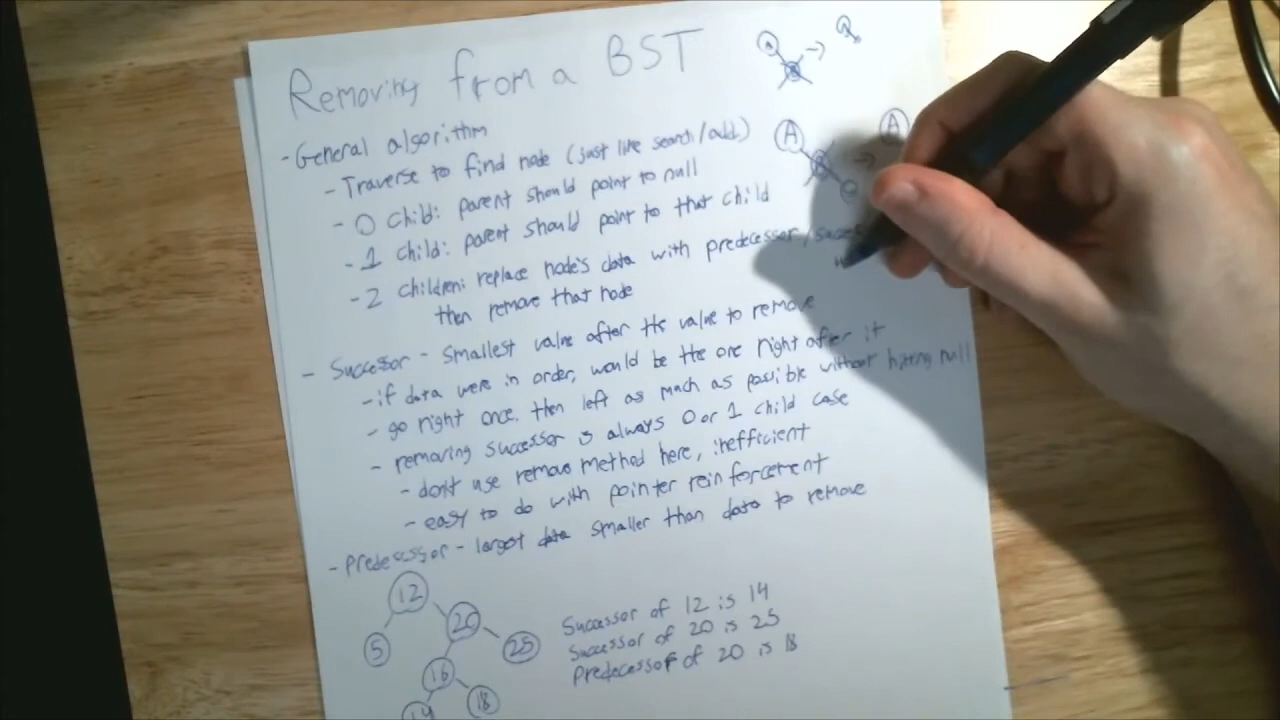 Removing from a BST
- General algorithm
- Traverse to find node (just like search/add)
- 0 child: parent should point to null
- 1 child: parent should point to that child
- 2 children: replace node's data with predecessor/
then remove that node
- Successor - smallest value after the value to remove
- if data were in order, would be the one right after it
- go right once, then left as much as possible without hitting null
- removing successor is always 0 or 1 child case
- don't use remove method here, inefficient
- easy to do with pointer reinforcement
- Predecessor - largest data smaller than data to remove
A
A
12
5
20
25
16
18
14
Successor of 12 is 14
Successor of 20 is 25
Predecessor of 20 is 18